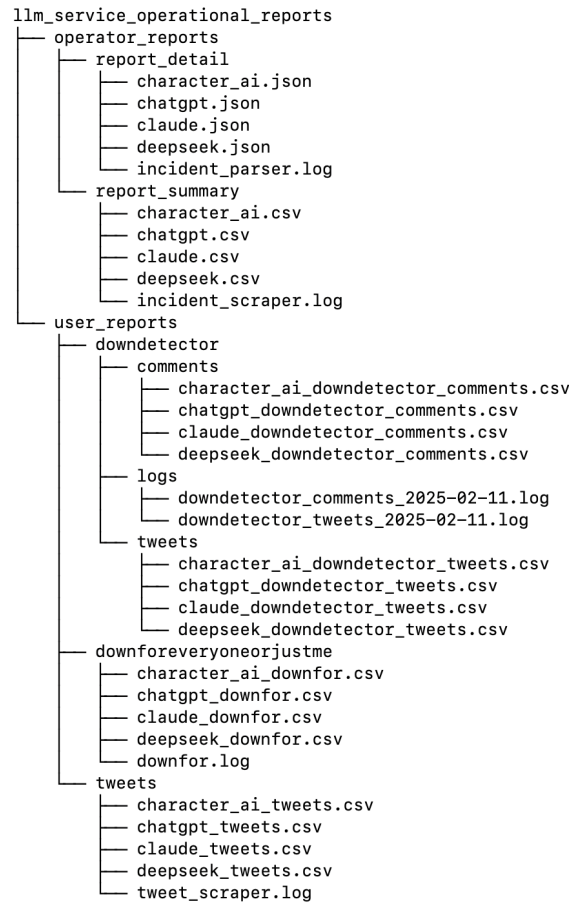 llm_service_operational_reports
├── operator_reports
│   ├── report_detail
│   │   ├── character_ai.json
│   │   ├── chatgpt.json
│   │   ├── claude.json
│   │   ├── deepseek.json
│   │   └── incident_parser.log
│   └── report_summary
│       ├── character_ai.csv
│       ├── chatgpt.csv
│       ├── claude.csv
│       ├── deepseek.csv
│       └── incident_scraper.log
└── user_reports
    ├── downdetector
    │   ├── comments
    │   │   ├── character_ai_downdetector_comments.csv
    │   │   ├── chatgpt_downdetector_comments.csv
    │   │   ├── claude_downdetector_comments.csv
    │   │   └── deepseek_downdetector_comments.csv
    │   ├── logs
    │   │   ├── downdetector_comments_2025-02-11.log
    │   │   └── downdetector_tweets_2025-02-11.log
    │   └── tweets
    │       ├── character_ai_downdetector_tweets.csv
    │       ├── chatgpt_downdetector_tweets.csv
    │       ├── claude_downdetector_tweets.csv
    │       └── deepseek_downdetector_tweets.csv
    ├── downforeveryoneorjustme
    │   ├── character_ai_downfor.csv
    │   ├── chatgpt_downfor.csv
    │   ├── claude_downfor.csv
    │   ├── deepseek_downfor.csv
    │   └── downfor.log
    └── tweets
        ├── character_ai_tweets.csv
        ├── chatgpt_tweets.csv
        ├── claude_tweets.csv
        ├── deepseek_tweets.csv
        └── tweet_scraper.log